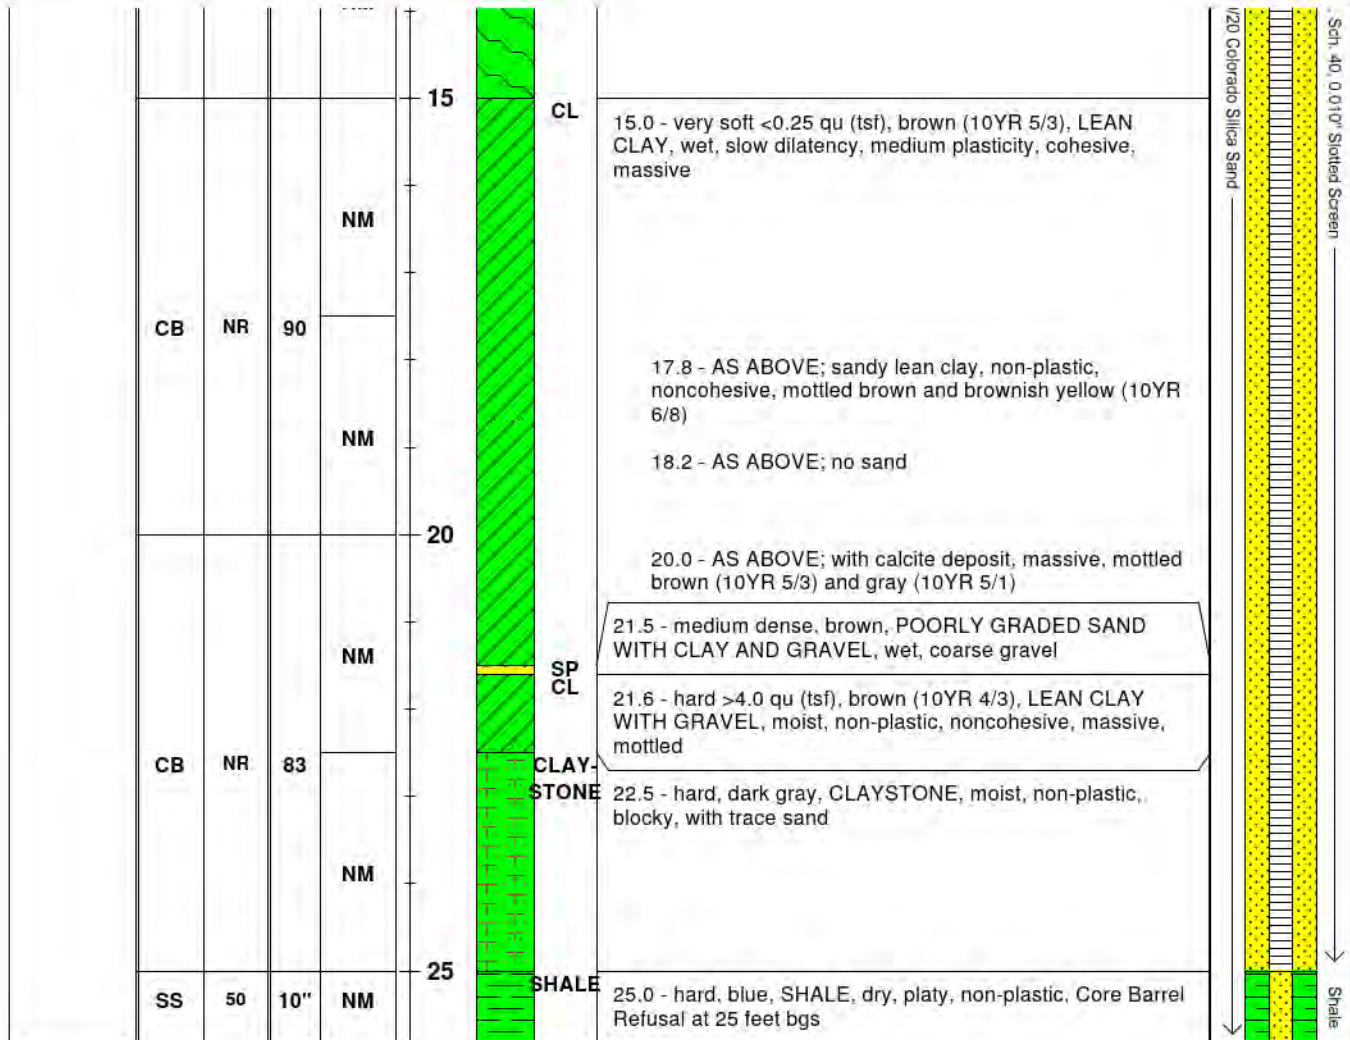 15
CL
15.0 - very soft <0.25 qu (tsf), brown (10YR 5/3), LEAN
CLAY, wet, slow dilatency, medium plasticity, cohesive,
massive
NM
CB NR 90
17.8 - AS ABOVE; sandy lean clay, non-plastic,
noncohesive, mottled brown and brownish yellow (10YR
6/8)
NM
18.2 - AS ABOVE; no sand
20
20.0 - AS ABOVE; with calcite deposit, massive, mottled
brown (10YR 5/3) and gray (10YR 5/1)
21.5 - medium dense, brown, POORLY GRADED SAND
WITH CLAY AND GRAVEL, wet, coarse gravel
NM
SP
CL
21.6 - hard >4.0 qu (tsf), brown (10YR 4/3), LEAN CLAY
WITH GRAVEL, moist, non-plastic, noncohesive, massive,
mottled
CB NR 83
CLAY-
STONE
22.5 - hard, dark gray, CLAYSTONE, moist, non-plastic,
blocky, with trace sand
NM
25
SHALE
25.0 - hard, blue, SHALE, dry, platy, non-plastic, Core Barrel
Refusal at 25 feet bgs
SS 50 10" NM
/20 Colorado Silica Sand
Sch. 40, 0.010" Slotted Screen
Shale